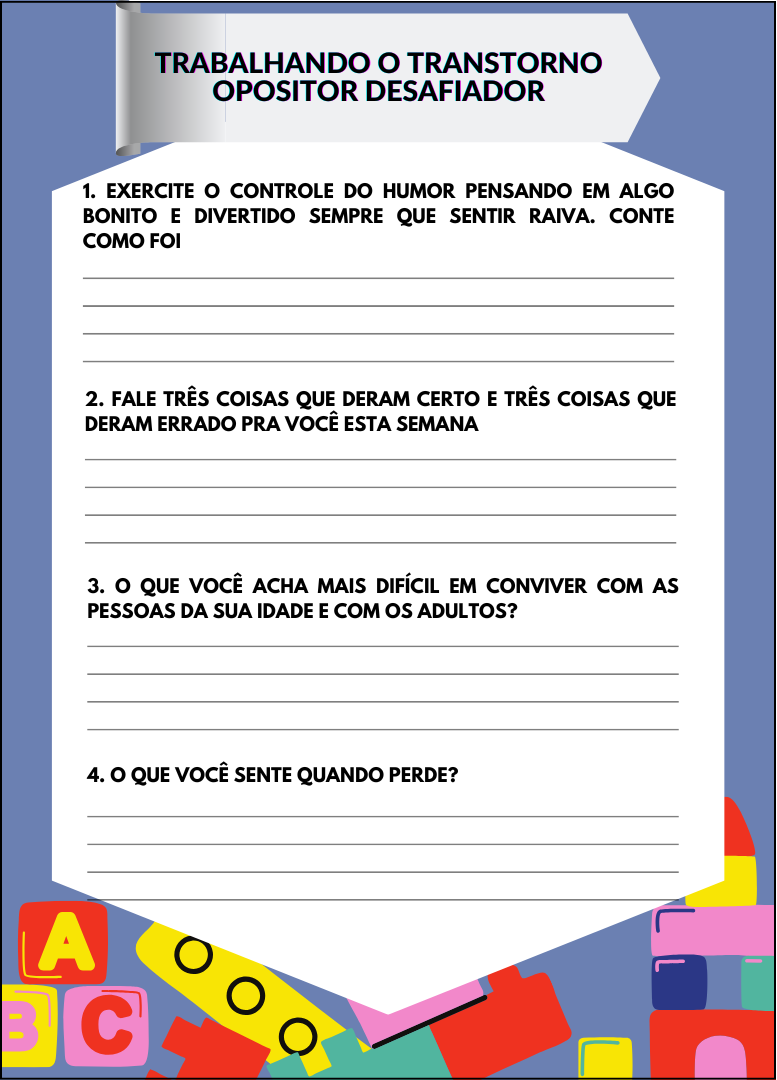 TRABALHANDO O TRANSTORNO
OPOSITOR DESAFIADOR
1. EXERCITE O CONTROLE DO HUMOR PENSANDO EM ALGO
BONITO E DIVERTIDO SEMPRE QUE SENTIR RAIVA. CONTE
COMO FOI
2. FALE TRÊS COISAS QUE DERAM CERTO E TRÊS COISAS QUE
DERAM ERRADO PRA VOCÊ ESTA SEMANA
3. O QUE VOCÊ ACHA MAIS DIFÍCIL EM CONVIVER COM AS
PESSOAS DA SUA IDADE E COM OS ADULTOS?
4. O QUE VOCÊ SENTE QUANDO PERDE?
A
B C